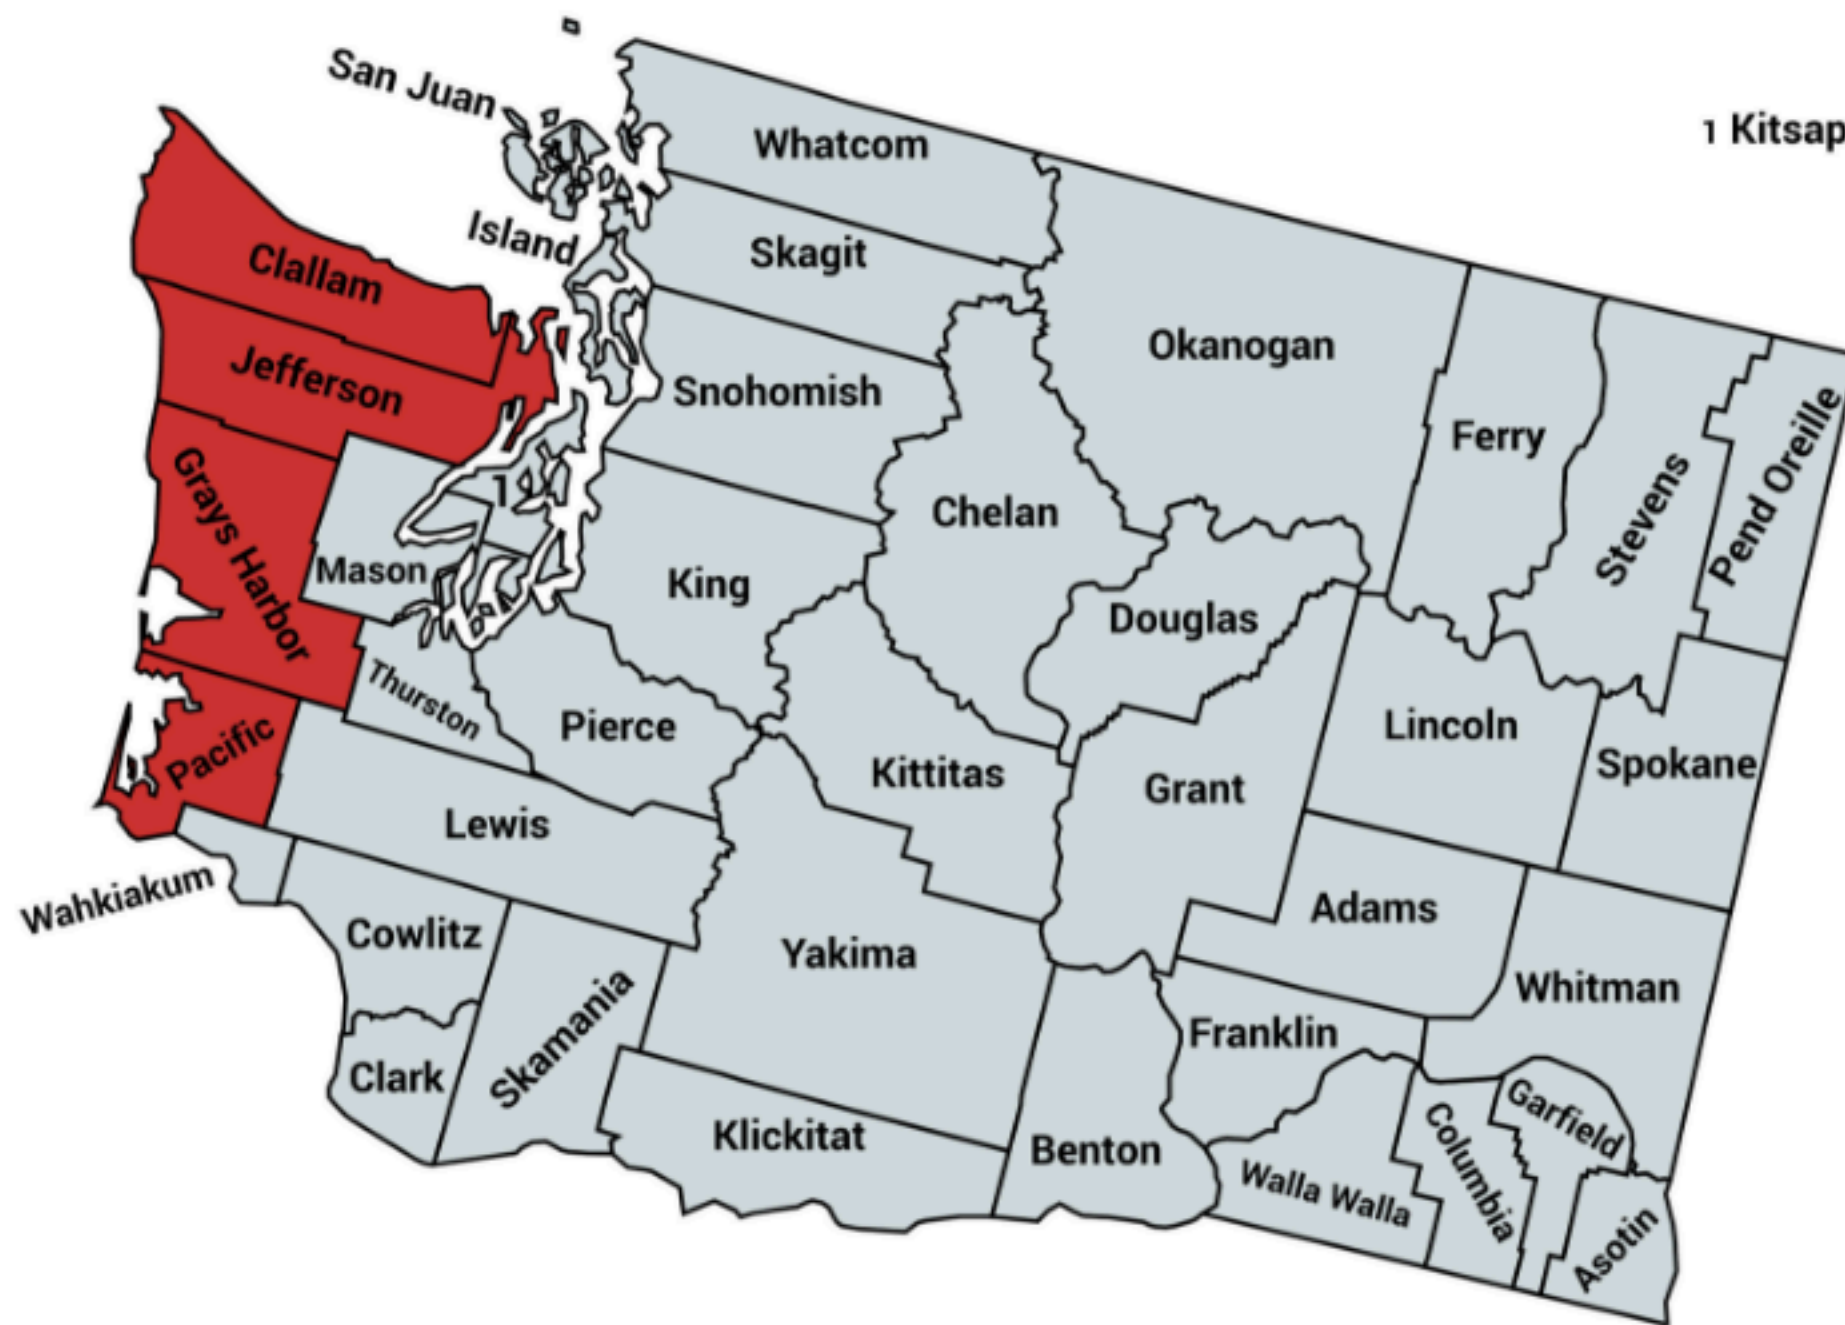 San Juan
Whatcom
1 Kitsap
Island
Skagit
Clallam
Okanogan
Jefferson
Snohomish
Ferry
Pend Oreille
Stevens
Grays Harbor
1
Chelan
Mason
King
Douglas
Thurston
Pierce
Lincoln
Pacific
Kittitas
Grant
Spokane
Lewis
Wahkiakum
Adams
Cowlitz
Yakima
Whitman
Skamania
Franklin
Clark
Garfield
Klickitat
Benton
Columbia
Walla Walla
Asotin